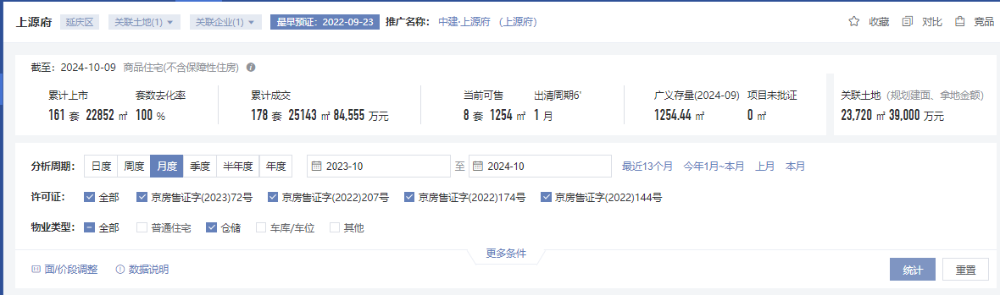 上源府 延庆区 关联土地(1) 关联企业(1) 最早预证：2022-09-23 推广名称： 中建·上源府 (上源府) 收藏 对比 竞品
截至：2024-10-09 商品住宅(不含保障性住房)
累计上市 套数去化率 累计成交 当前可售 出清周期6' 广义存量(2024-09) 项目未批证 关联土地 (规划建面、拿地金额)
161 套 22852 ㎡ 100 % 178 套 25143 ㎡ 84,555 万元 8 套 1254 ㎡ 1 月 1254.44 ㎡ 0 ㎡ 23,720 ㎡ 39,000 万元
分析周期： 日度 周度 月度 季度 半年度 年度 2023-10 至 2024-10 最近13个月 今年1月~本月 上月 本月
许可证： 全部 京房售证字(2023)72号 京房售证字(2022)207号 京房售证字(2022)174号 京房售证字(2022)144号
物业类型： 全部 普通住宅 仓储 车库/车位 其他
更多条件
面/价段调整 数据说明 统计 重置